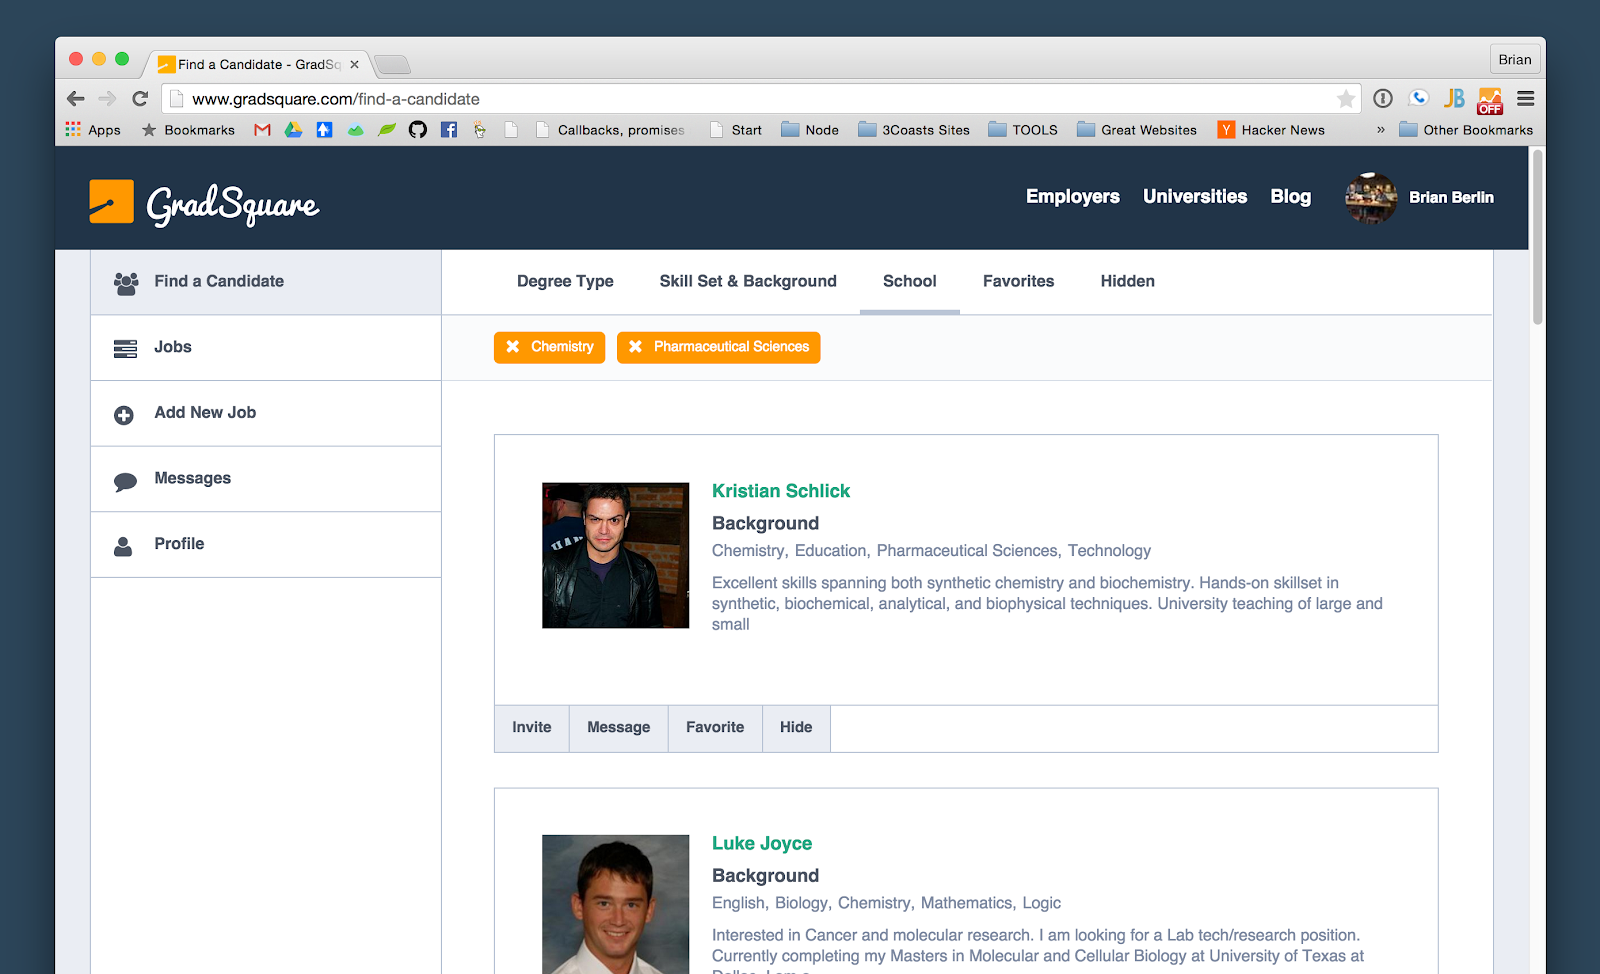 Find a Candidate - GradSq
Brian
www.gradsquare.com/find-a-candidate
OFF
Apps
Bookmarks
Callbacks, promises
Start
Node
3Coasts Sites
TOOLS
Great Websites
Hacker News
»
Other Bookmarks
GradSquare
Employers
Universities
Blog
Brian Berlin
Find a Candidate
Jobs
Add New Job
Messages
Profile
Degree Type
Skill Set & Background
School
Favorites
Hidden
Chemistry
Pharmaceutical Sciences
Kristian Schlick
Background
Chemistry, Education, Pharmaceutical Sciences, Technology
Excellent skills spanning both synthetic chemistry and biochemistry. Hands-on skillset in
synthetic, biochemical, analytical, and biophysical techniques. University teaching of large and
small
Invite
Message
Favorite
Hide
Luke Joyce
Background
English, Biology, Chemistry, Mathematics, Logic
Interested in Cancer and molecular research. I am looking for a Lab tech/research position.
Currently completing my Masters in Molecular and Cellular Biology at University of Texas at